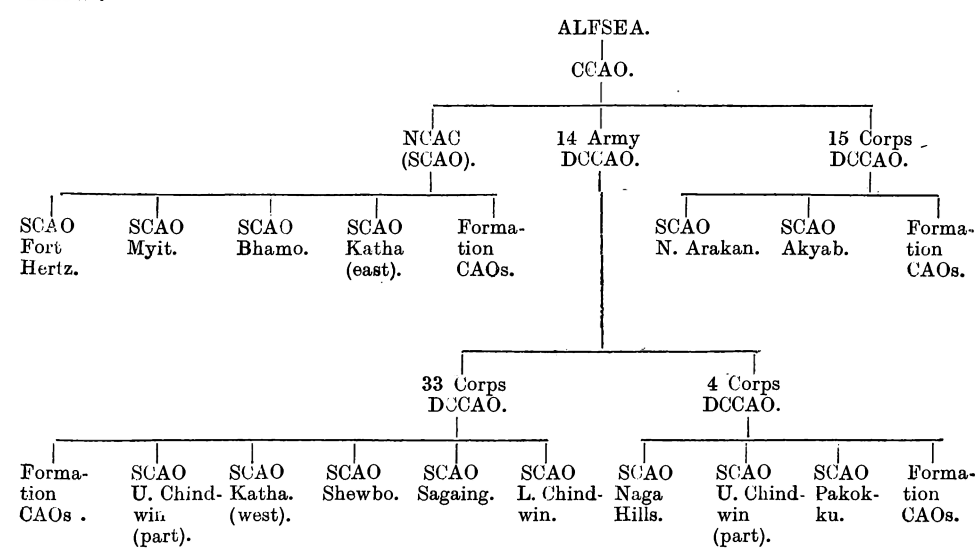 ALFSEA.
CCAO.
NCAC
(SCAO).
14 Army
DCCAO.
15 Corps
DCCAO.
SCAO
Fort
Hertz.
SCAO
Myit.
SCAO
Bhamo.
SCAO
Katha
(east).
Forma-
tion
CAOs.
SCAO
N. Arakan.
SCAO
Akyab.
Forma-
tion
CAOs.
33 Corps
DCCAO.
4 Corps
DCCAO.
Forma-
tion
CAOs .
SCAO
U. Chind-
win
(part).
SCAO
Katha.
(west).
SCAO
Shewbo.
SCAO
Sagaing.
SCAO
L. Chind-
win.
SCAO
Naga
Hills.
SCAO
U. Chind-
win
(part).
SCAO
Pakok-
ku.
Forma-
tion
CAOs.